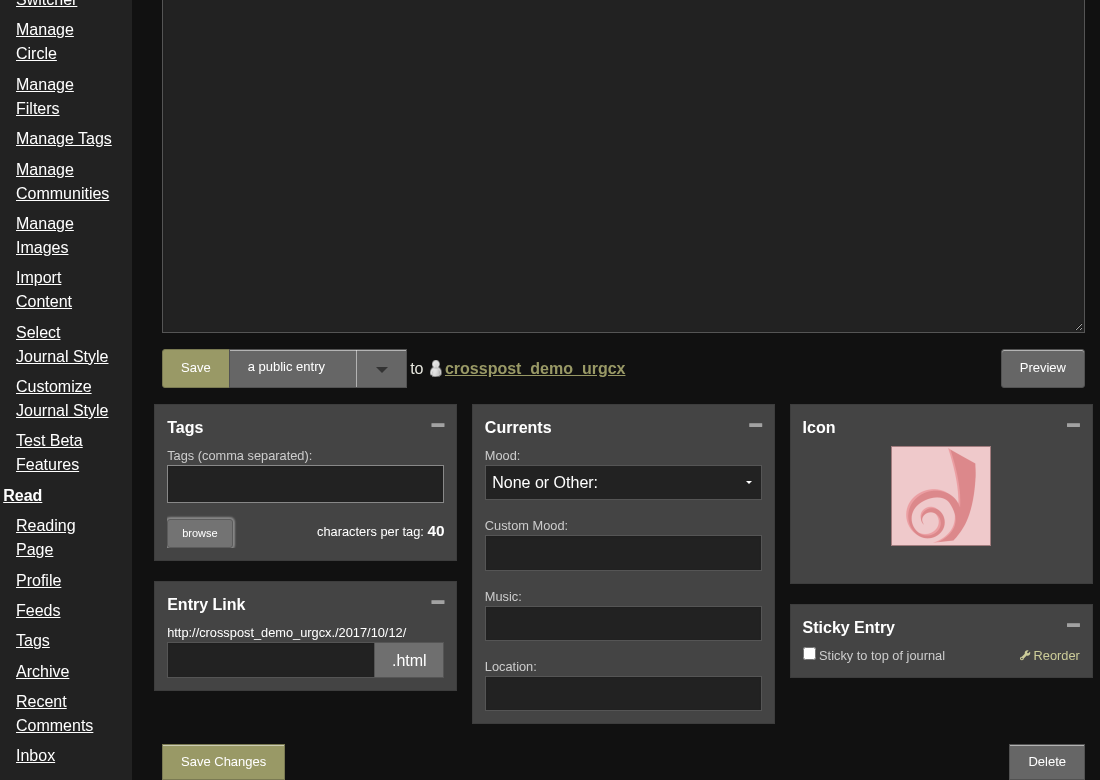 Switcher
Manage
Circle
Manage
Filters
Manage Tags
Manage
Communities
Manage
Images
Import
Content
Select
Journal Style
Customize
Journal Style
Test Beta
Features
Read
Reading
Page
Profile
Feeds
Tags
Archive
Recent
Comments
Inbox
Save a public entry to crosspost_demo_urgcx Preview
Tags
Tags (comma separated):
browse characters per tag: 40
Entry Link
http://crosspost_demo_urgcx./2017/10/12/
.html
Currents
Mood:
None or Other:
Custom Mood:
Music:
Location:
Icon
Sticky Entry
Sticky to top of journal Reorder
Save Changes Delete